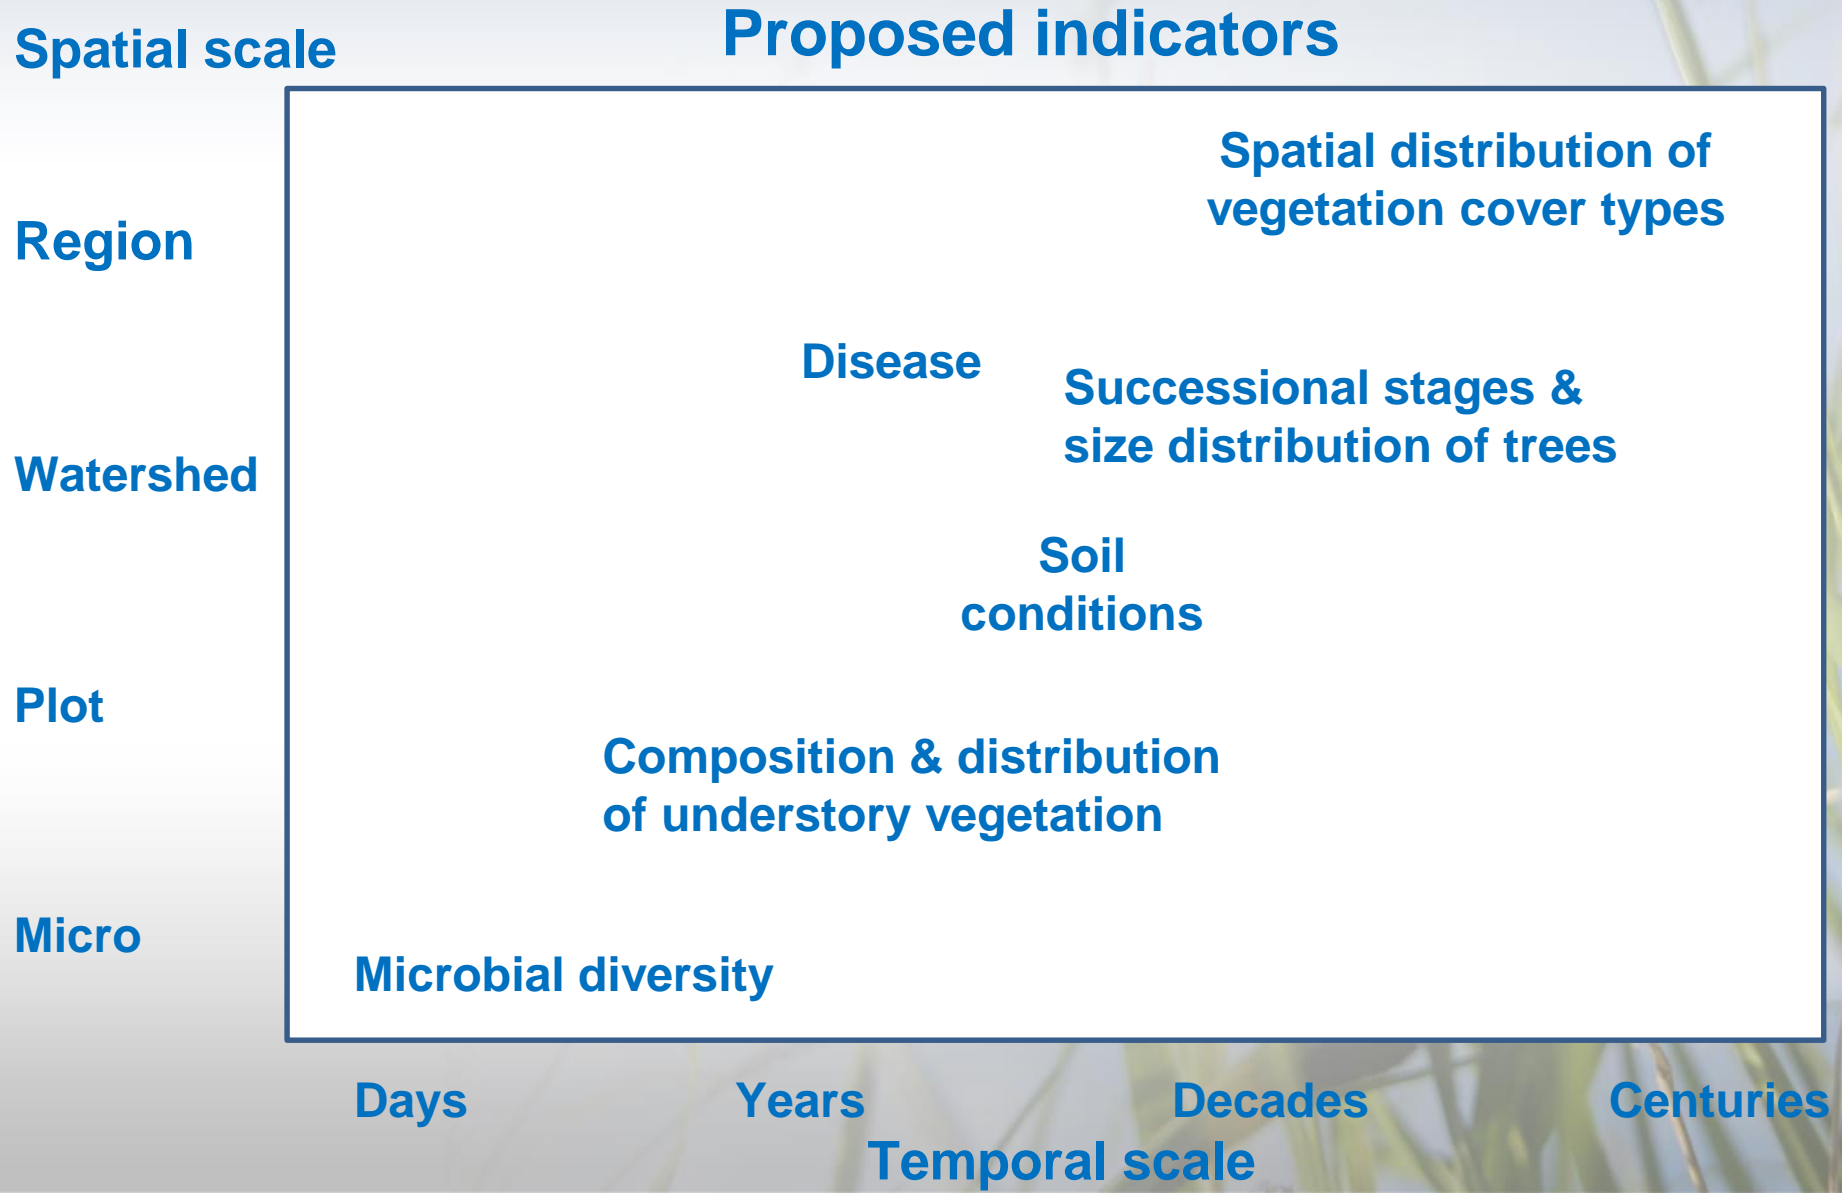 Proposed indicators
Spatial scale
Spatial distribution of
vegetation cover types
Region
Disease
Successional stages &
size distribution of trees
Watershed
Soil
conditions
Plot
Composition & distribution
of understory vegetation
Micro
Microbial diversity
Days
Years
Decades
Centuries
Temporal scale